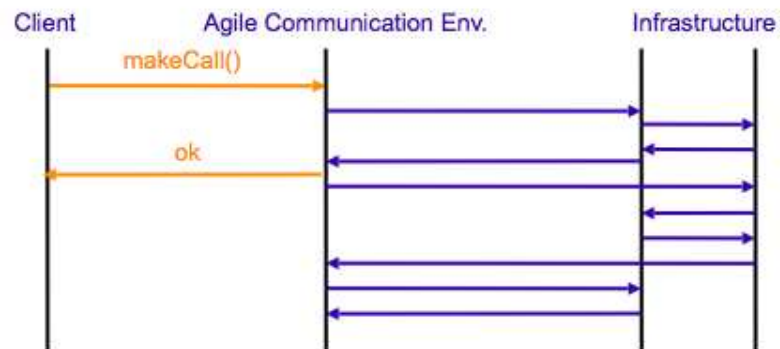 Client Agile Communication Env. Infrastructure
makeCall()
ok